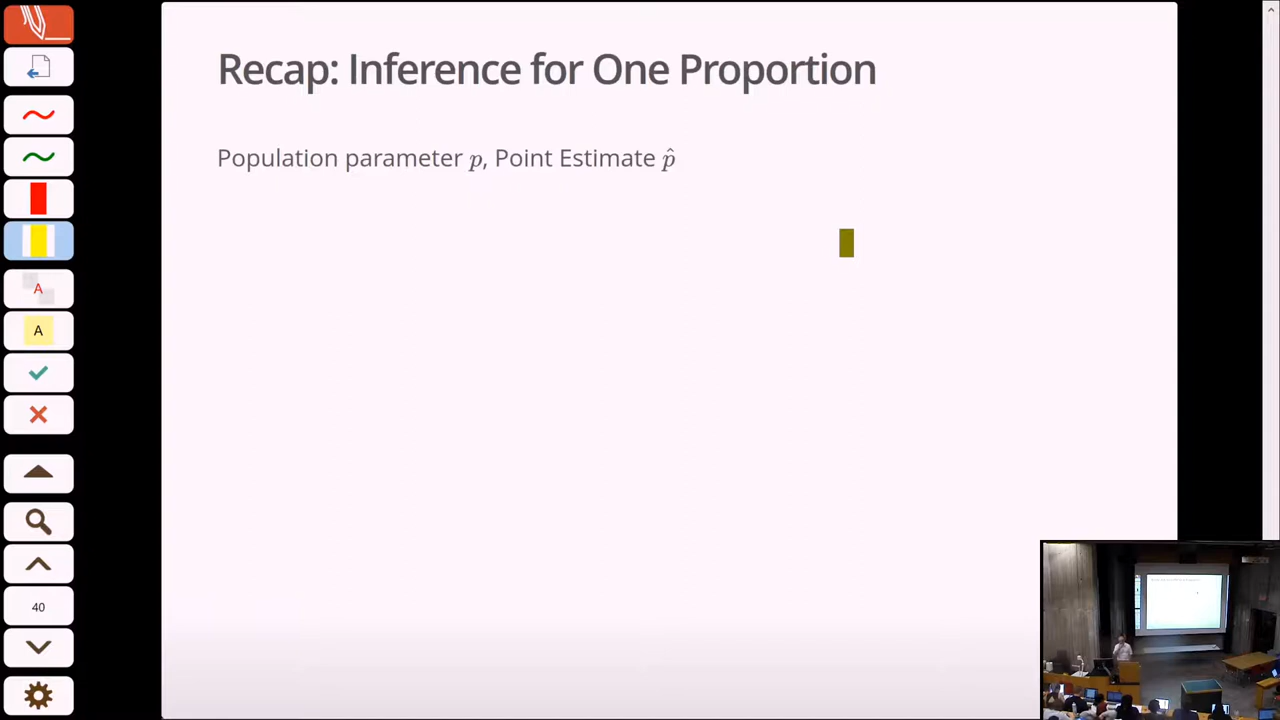 Recap: Inference for One Proportion
Population parameter p, Point Estimate p̂
A
A
40